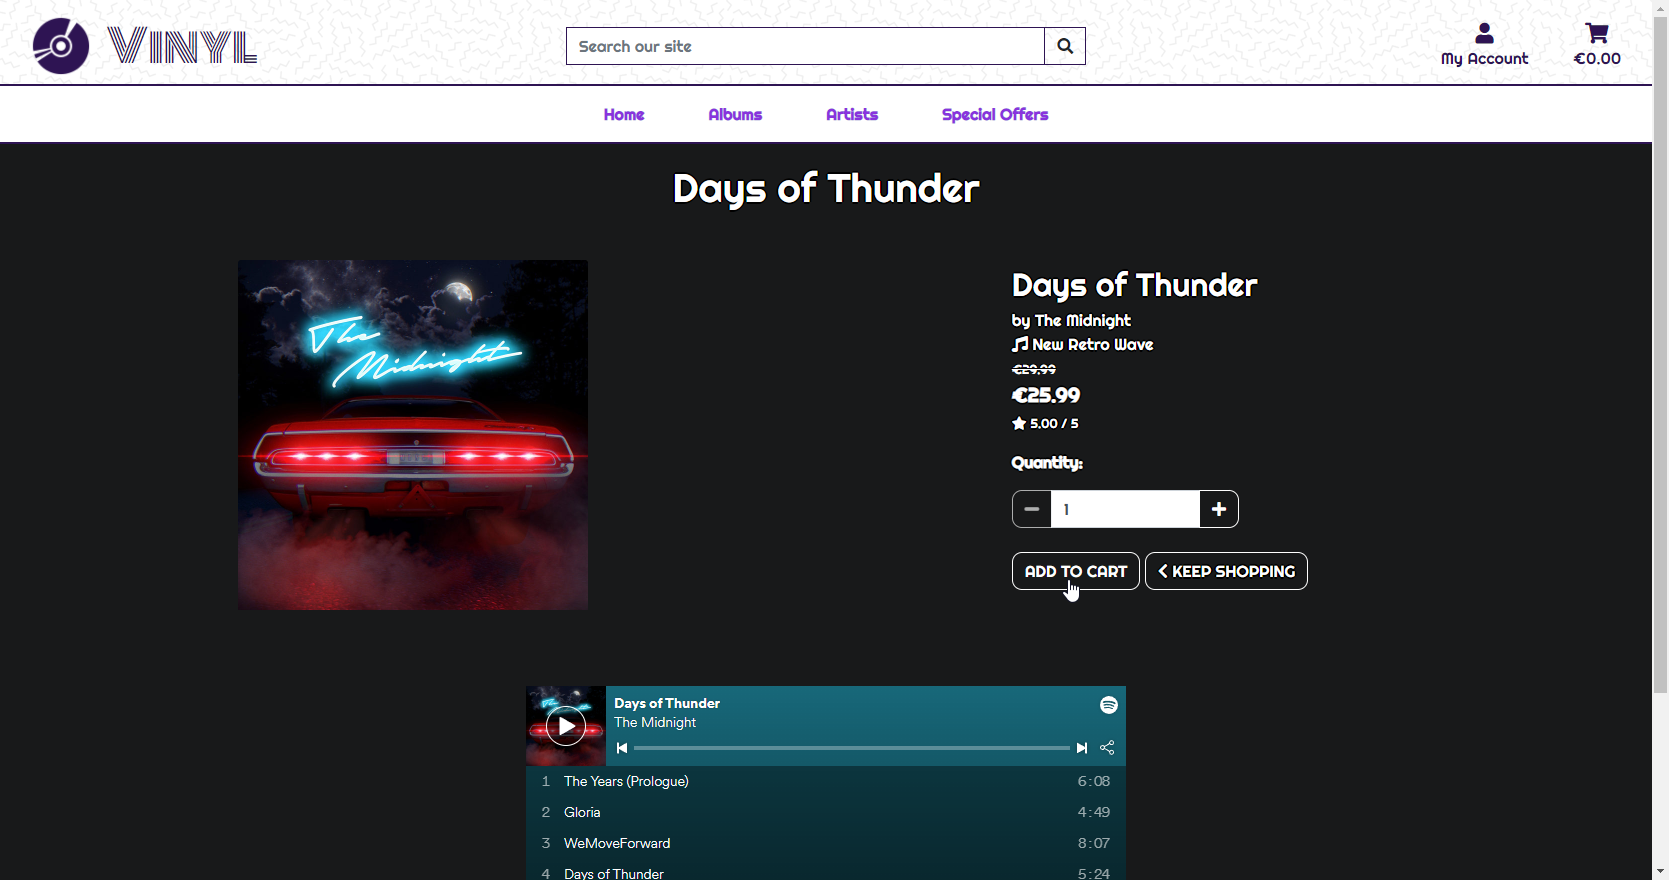 VINYL
Search our site
My Account
€0.00
Home
Albums
Artists
Special Offers
Days of Thunder
The Midnight
Days of Thunder
by The Midnight
New Retro Wave
€29.99
€25.99
5.00 / 5
Quantity:
1
ADD TO CART
KEEP SHOPPING
Days of Thunder
The Midnight
1 The Years (Prologue) 6:08
2 Gloria 4:49
3 WeMoveForward 8:07
4 Days of Thunder 5:24